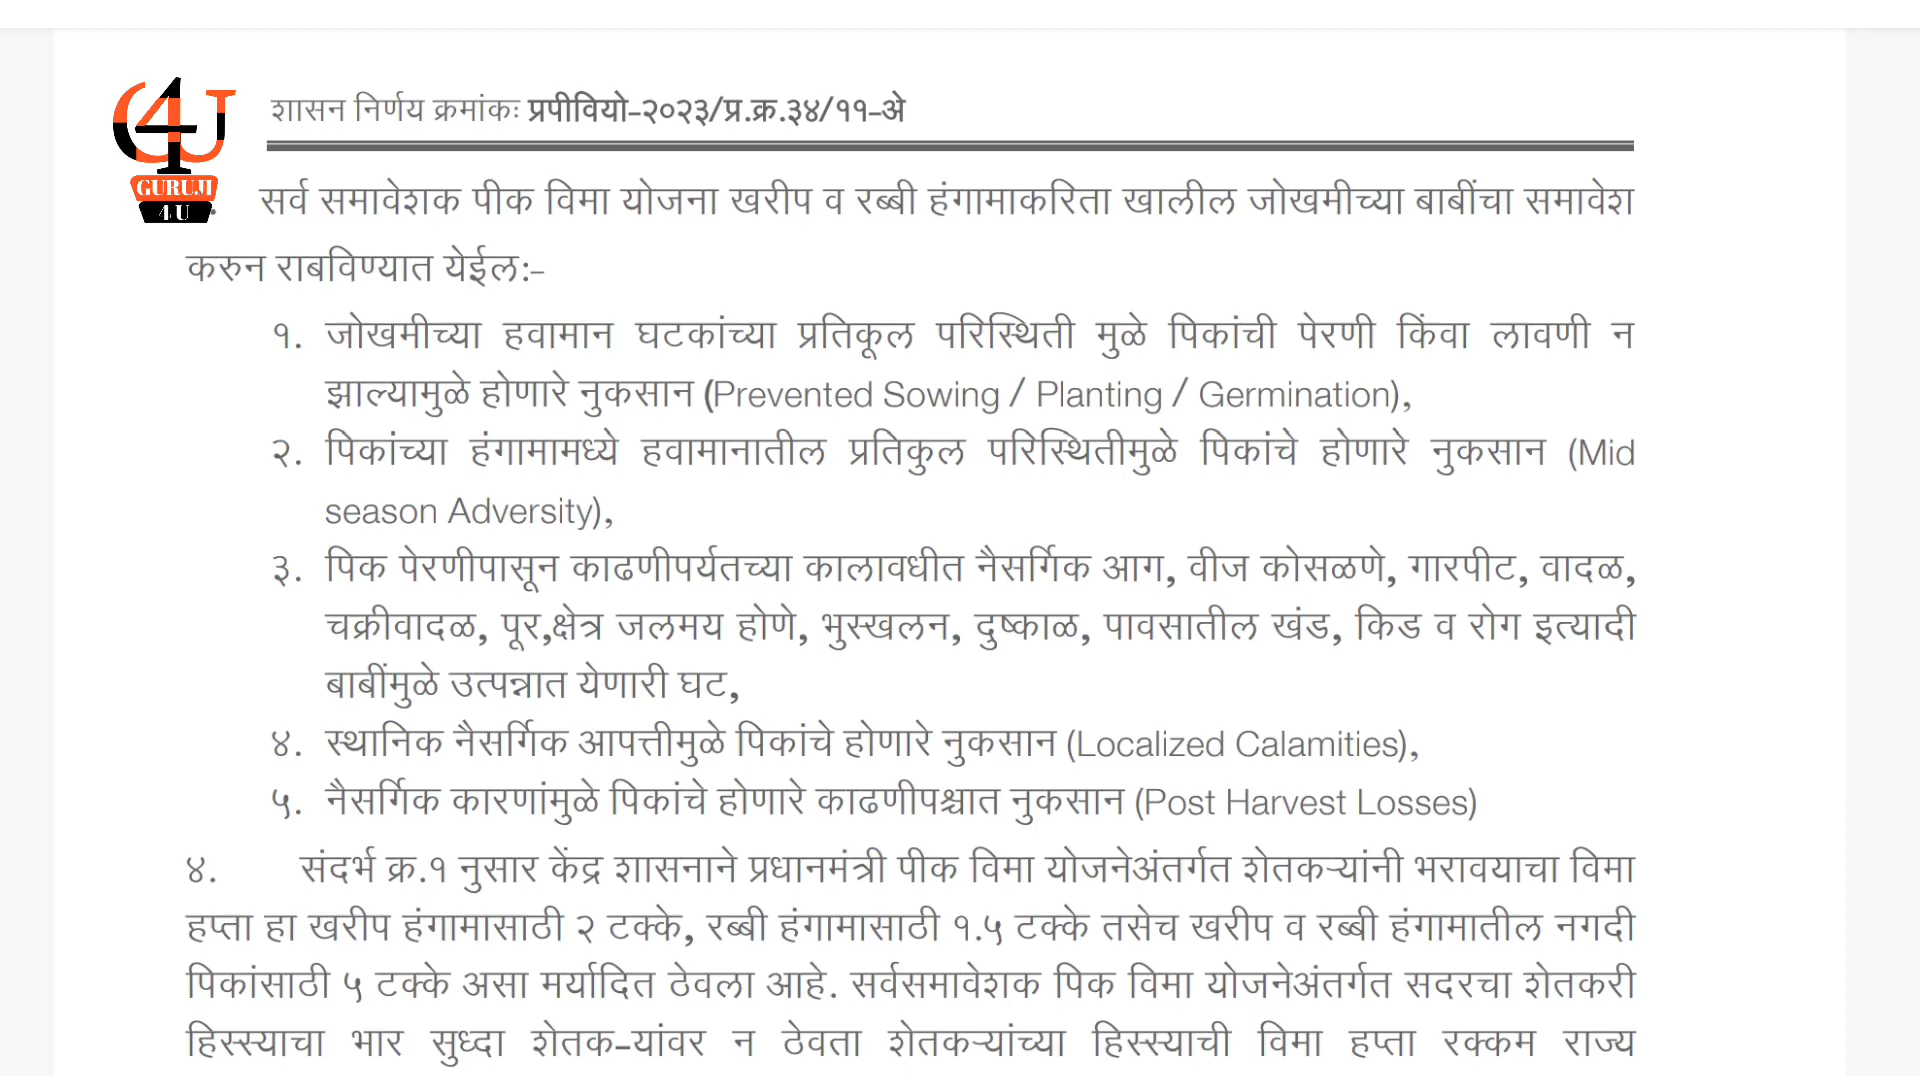 शासन निर्णय क्रमांकः प्रपीवियो-२०२३/प्र.क्र.३४/११-अे
GURUJI
4U
सर्व समावेशक पीक विमा योजना खरीप व रब्बी हंगामाकरिता खालील जोखमीच्या बाबींचा समावेश
करुन राबविण्यात येईल:-
१. जोखमीच्या हवामान घटकांच्या प्रतिकूल परिस्थिती मुळे पिकांची पेरणी किंवा लावणी न
झाल्यामुळे होणारे नुकसान (Prevented Sowing / Planting / Germination),
२. पिकांच्या हंगामामध्ये हवामानातील प्रतिकुल परिस्थितीमुळे पिकांचे होणारे नुकसान (Mid
season Adversity),
३. पिक पेरणीपासून काढणीपर्यतच्या कालावधीत नैसर्गिक आग, वीज कोसळणे, गारपीट, वादळ,
चक्रीवादळ, पूर,क्षेत्र जलमय होणे, भुस्खलन, दुष्काळ, पावसातील खंड, किड व रोग इत्यादी
बाबींमुळे उत्पन्नात येणारी घट,
४. स्थानिक नैसर्गिक आपत्तीमुळे पिकांचे होणारे नुकसान (Localized Calamities),
५. नैसर्गिक कारणांमुळे पिकांचे होणारे काढणीपश्चात नुकसान (Post Harvest Losses)
४. संदर्भ क्र.१ नुसार केंद्र शासनाने प्रधानमंत्री पीक विमा योजनेअंतर्गत शेतकऱ्यांनी भरावयाचा विमा
हप्ता हा खरीप हंगामासाठी २ टक्के, रब्बी हंगामासाठी १.५ टक्के तसेच खरीप व रब्बी हंगामातील नगदी
पिकांसाठी ५ टक्के असा मर्यादित ठेवला आहे. सर्वसमावेशक पिक विमा योजनेअंतर्गत सदरचा शेतकरी
हिस्स्याचा भार सुध्दा शेतक-यांवर न ठेवता शेतकऱ्यांच्या हिस्स्याची विमा हप्ता रक्कम राज्य